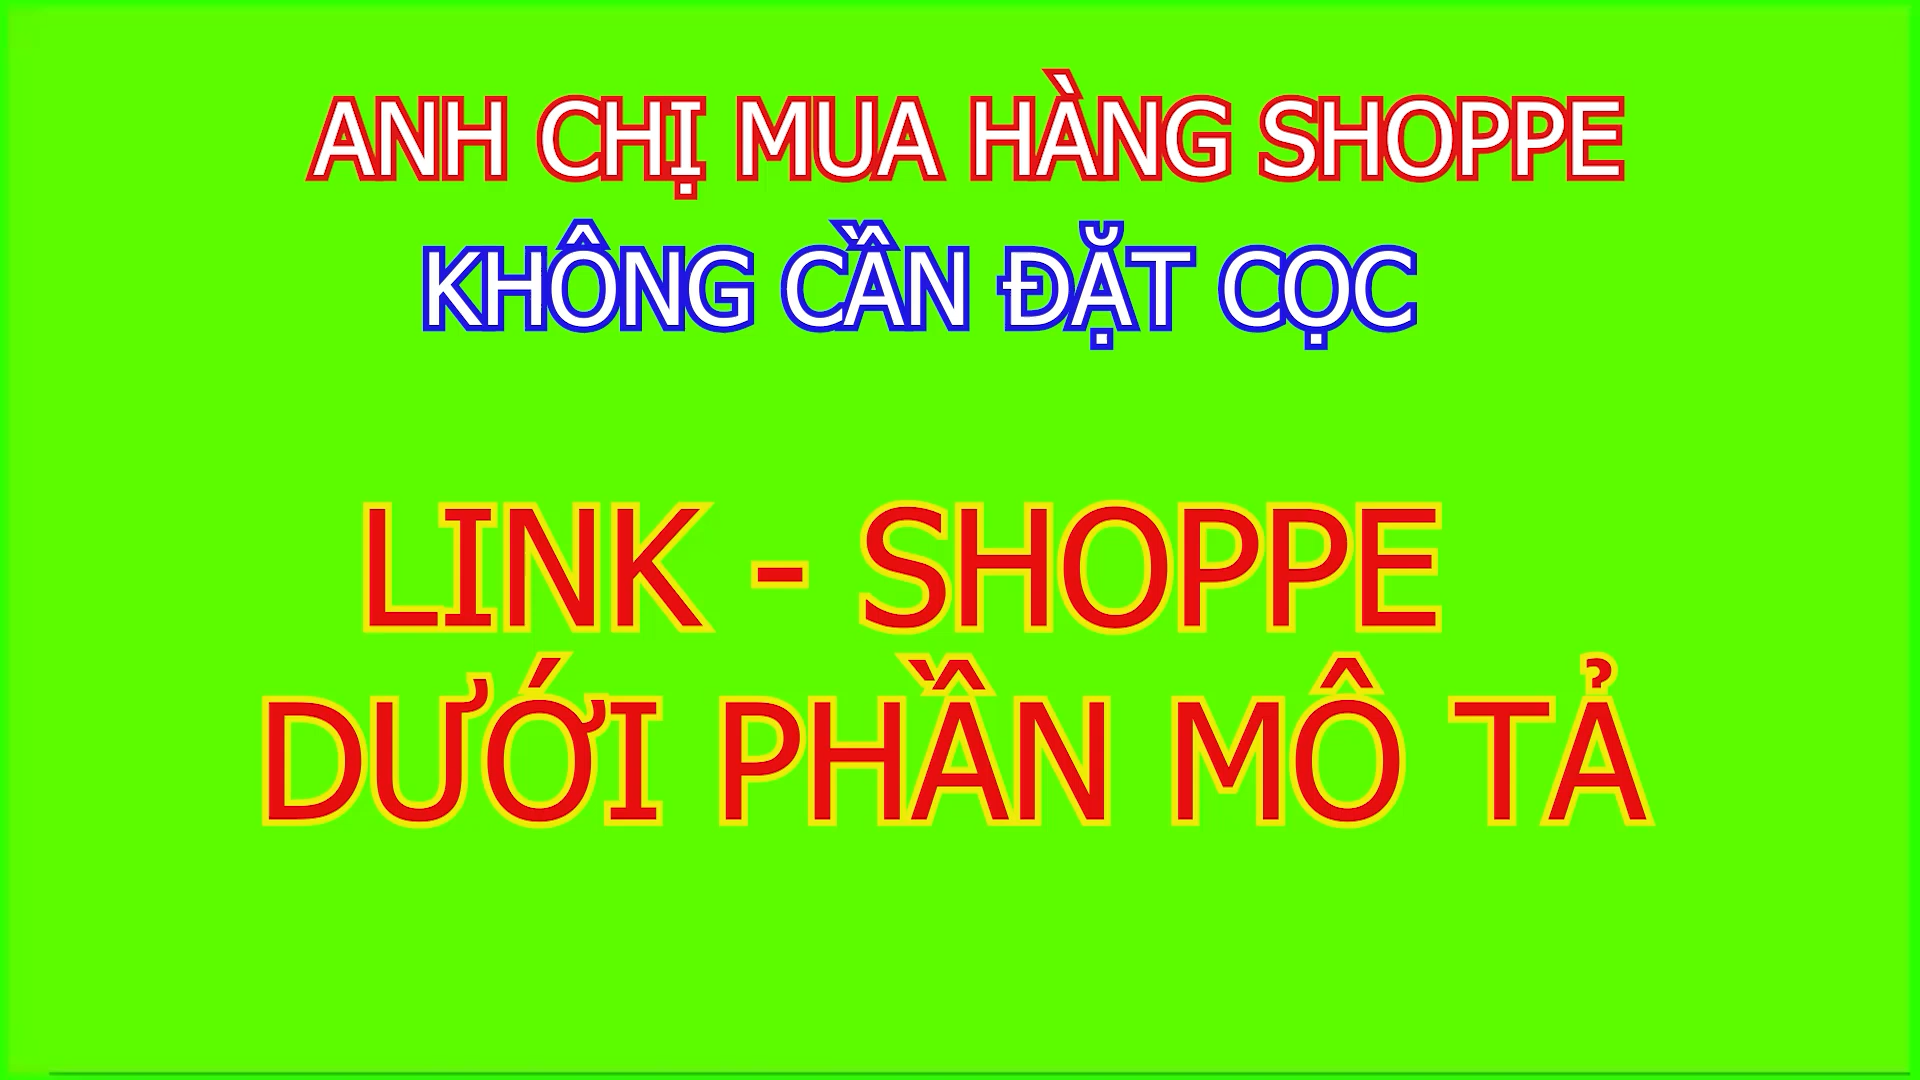 ANH CHỊ MUA HÀNG SHOPPE
KHÔNG CẦN ĐẶT CỌC
LINK - SHOPPE
DƯỚI PHẦN MÔ TẢ